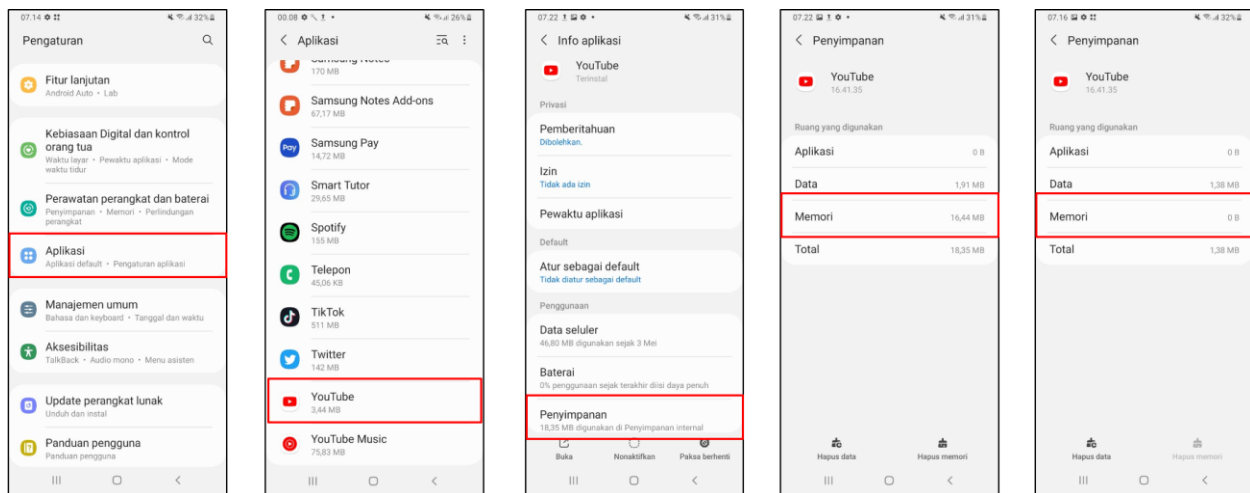 07.14 32%
Pengaturan
Fitur lanjutan
Android Auto • Lab
Kebiasaan Digital dan kontrol
orang tua
Waktu layar • Pewaktu aplikasi • Mode
waktu tidur
Perawatan perangkat dan baterai
Penyimpanan • Memori • Perlindungan
perangkat
Aplikasi
Aplikasi default • Pengaturan aplikasi
Manajemen umum
Bahasa dan keyboard • Tanggal dan waktu
Aksesibilitas
TalkBack • Audio mono • Menu asisten
Update perangkat lunak
Unduh dan instal
Panduan pengguna
Panduan pengguna
00.08 26%
Aplikasi
Samsung Notes
170 MB
Samsung Notes Add-ons
67,17 MB
Pay
Samsung Pay
14,72 MB
Smart Tutor
29,65 MB
Spotify
155 MB
Telepon
45,06 KB
TikTok
511 MB
Twitter
142 MB
YouTube
3,44 MB
YouTube Music
75,83 MB
07.22 31%
Info aplikasi
YouTube
Terinstal
Privasi
Pemberitahuan
Dibolehkan.
Izin
Tidak ada izin
Pewaktu aplikasi
Default
Atur sebagai default
Tidak diatur sebagai default
Penggunaan
Data seluler
46,80 MB digunakan sejak 3 Mei
Baterai
0% penggunaan sejak terakhir diisi daya penuh
Penyimpanan
18,35 MB digunakan di Penyimpanan internal
Buka Nonaktifkan Paksa berhenti
07.22 31%
Penyimpanan
YouTube
16.41.35
Ruang yang digunakan
Aplikasi 0 B
Data 1,91 MB
Memori 16,44 MB
Total 18,35 MB
Hapus data Hapus memori
07.16 32%
Penyimpanan
YouTube
16.41.35
Ruang yang digunakan
Aplikasi 0 B
Data 1,38 MB
Memori 0 B
Total 1,38 MB
Hapus data Hapus memori